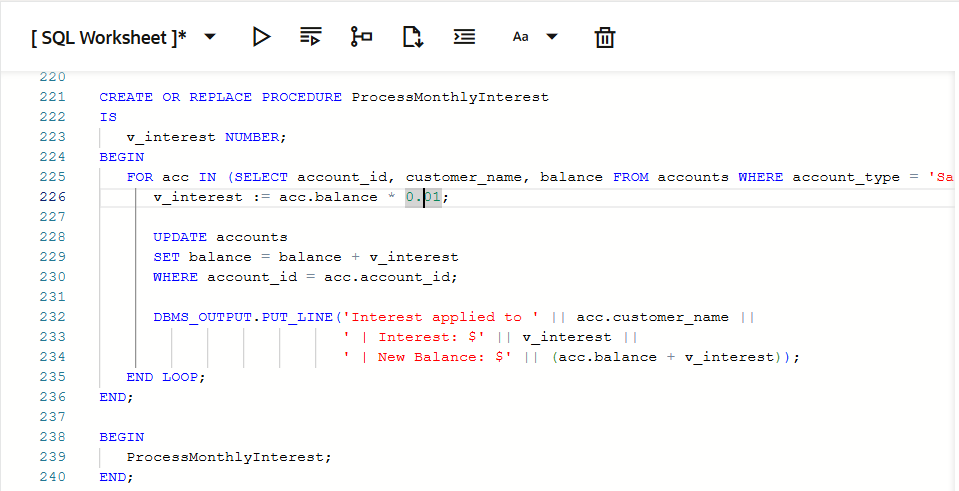 [ SQL Worksheet ]*
Aa
220
221 CREATE OR REPLACE PROCEDURE ProcessMonthlyInterest
222 IS
223 v_interest NUMBER;
224 BEGIN
225 FOR acc IN (SELECT account_id, customer_name, balance FROM accounts WHERE account_type = 'Sa
226 v_interest := acc.balance * 0.01;
227
228 UPDATE accounts
229 SET balance = balance + v_interest
230 WHERE account_id = acc.account_id;
231
232 DBMS_OUTPUT.PUT_LINE('Interest applied to ' || acc.customer_name ||
233 ' | Interest: $' || v_interest ||
234 ' | New Balance: $' || (acc.balance + v_interest));
235 END LOOP;
236 END;
237
238 BEGIN
239 ProcessMonthlyInterest;
240 END;